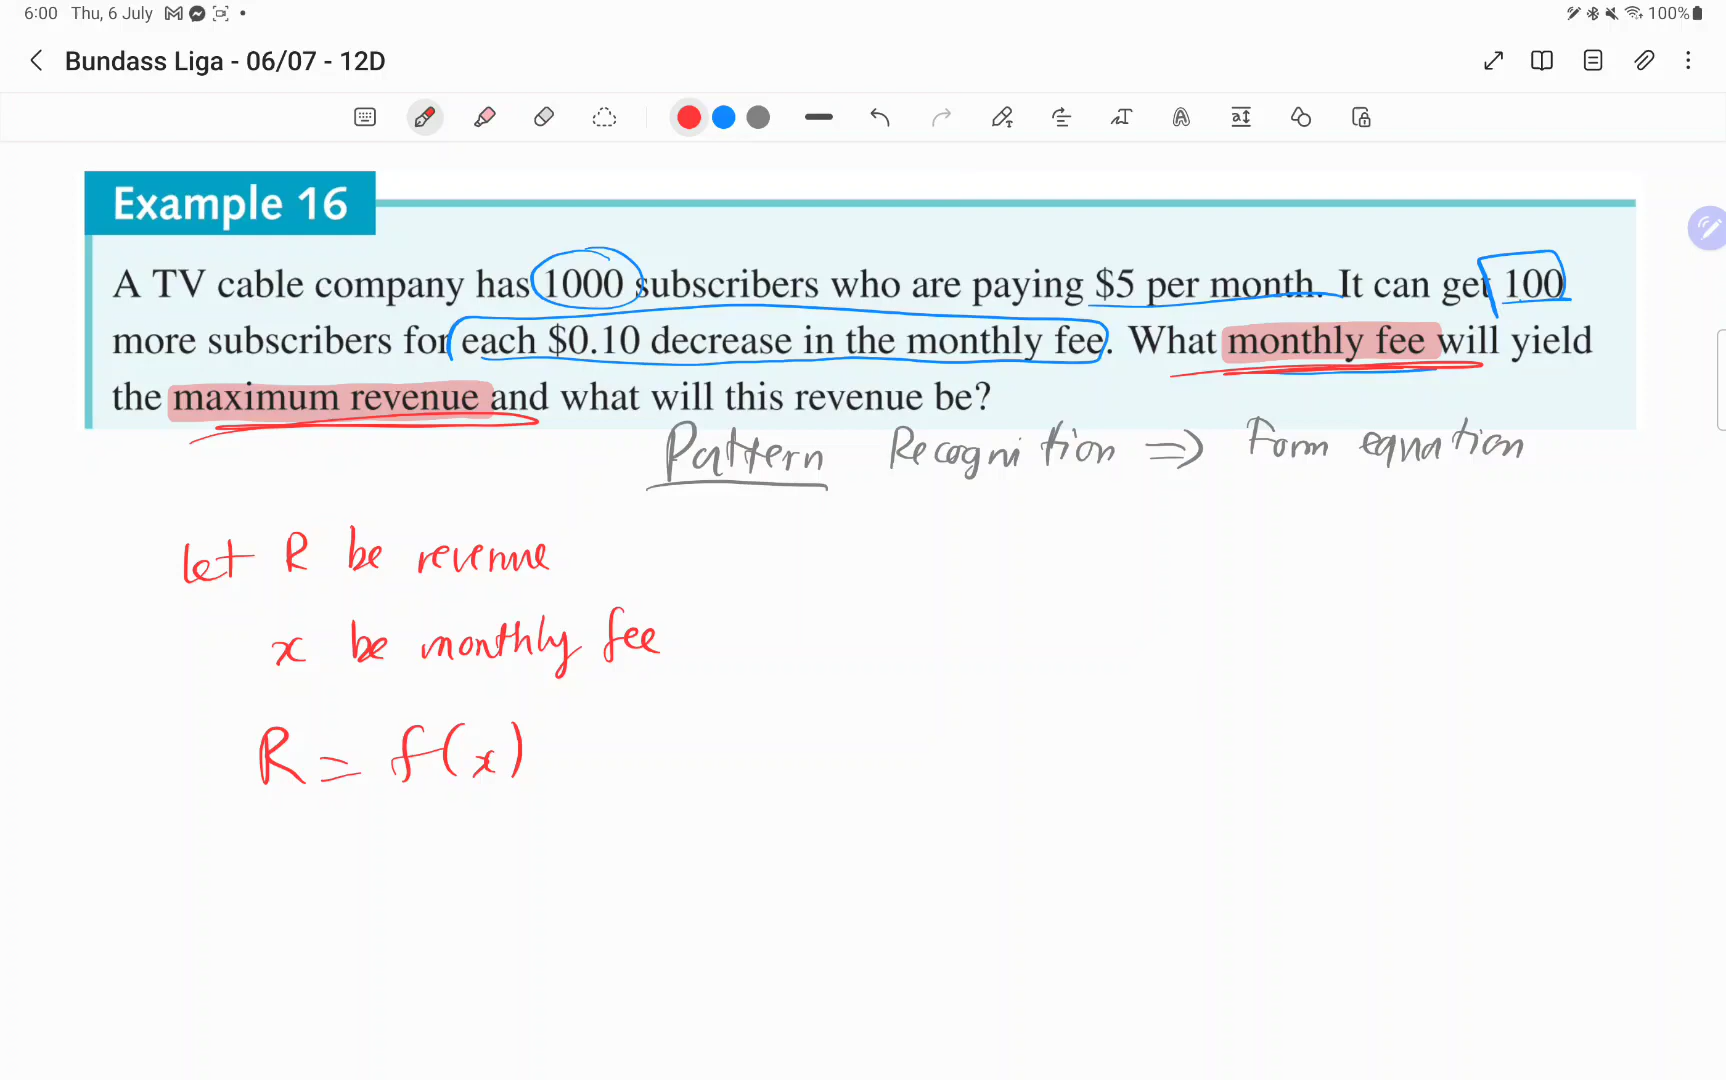 6:00 Thu, 6 July 100%
Bundass Liga - 06/07 - 12D
Example 16
A TV cable company has 1000 subscribers who are paying $5 per month. It can get 100
more subscribers for each $0.10 decrease in the monthly fee. What monthly fee will yield
the maximum revenue and what will this revenue be?
Pattern Recognition ⇒ Form equation
let R be revenue
x be monthly fee
R = f(x)